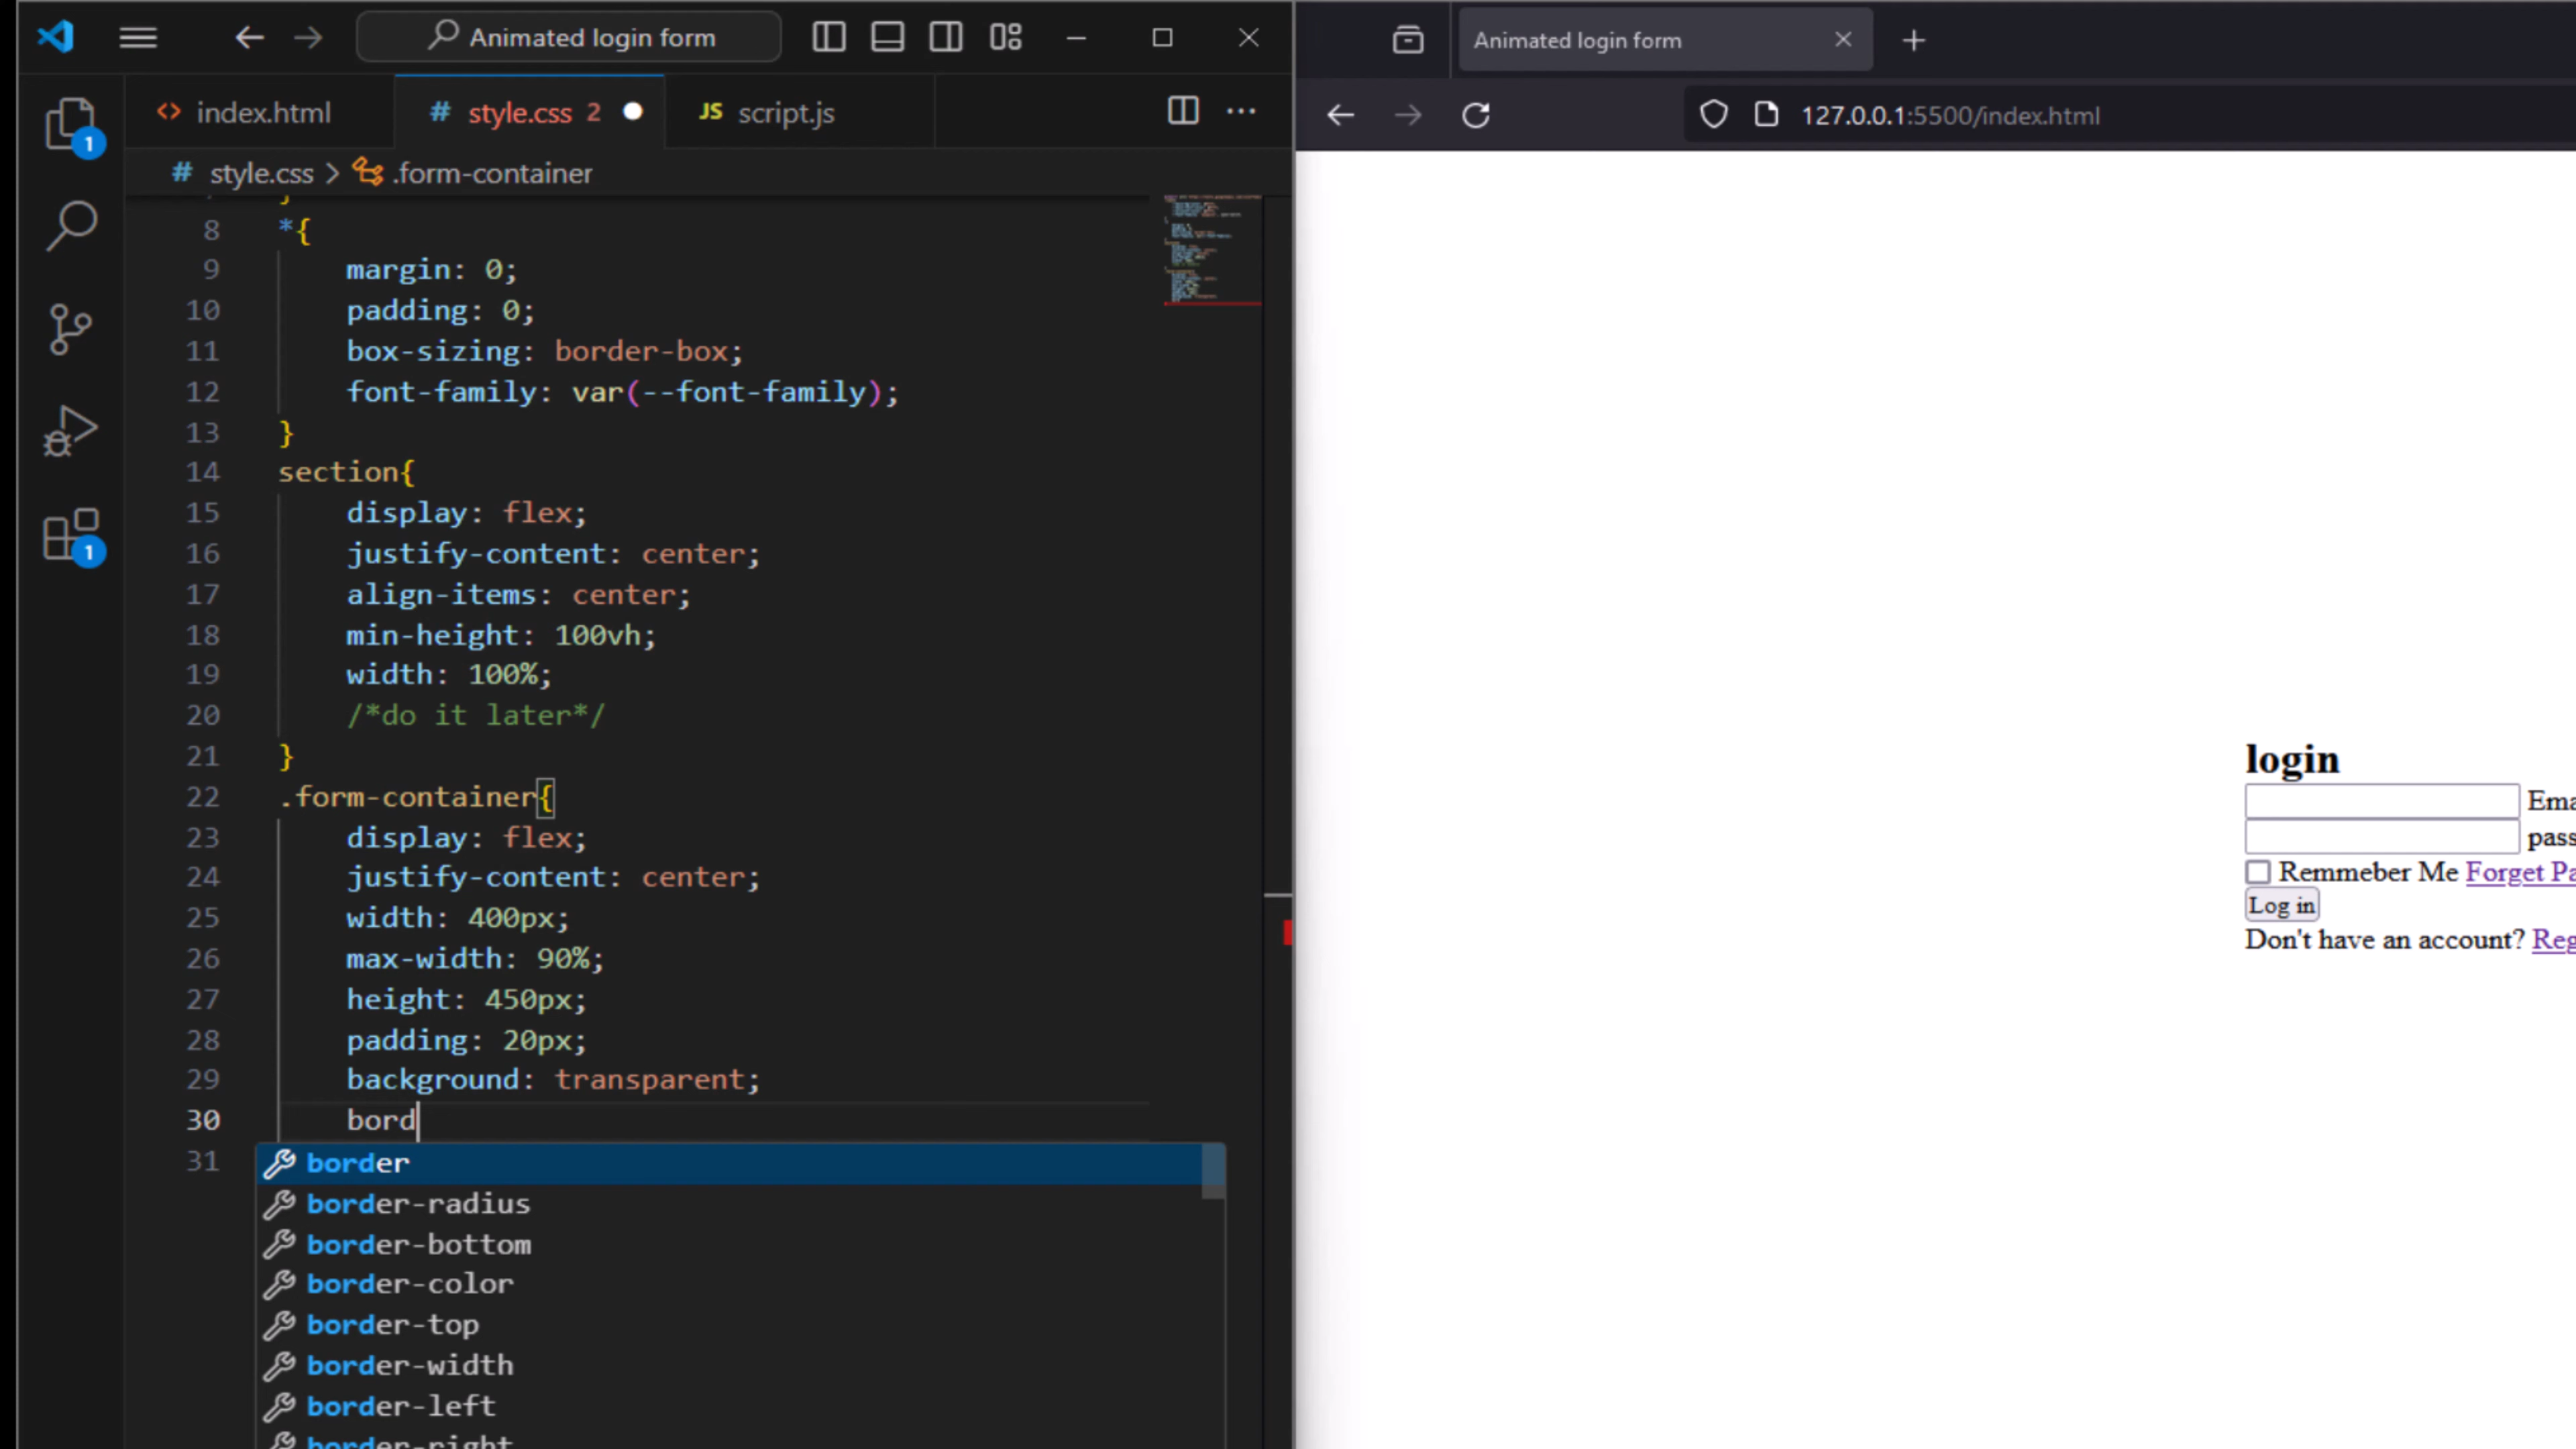 Animated login form
index.html
# style.css 2
JS script.js
# style.css > .form-container
8 *{
9 margin: 0;
10 padding: 0;
11 box-sizing: border-box;
12 font-family: var(--font-family);
13 }
14 section{
15 display: flex;
16 justify-content: center;
17 align-items: center;
18 min-height: 100vh;
19 width: 100%;
20 /*do it later*/
21 }
22 .form-container{
23 display: flex;
24 justify-content: center;
25 width: 400px;
26 max-width: 90%;
27 height: 450px;
28 padding: 20px;
29 background: transparent;
30 bord
31
border
border-radius
border-bottom
border-color
border-top
border-width
border-left
border-right
1
1
Animated login form
127.0.0.1:5500/index.html
login
Ema
pass
Remmeber Me Forget Pa
Log in
Don't have an account? Reg